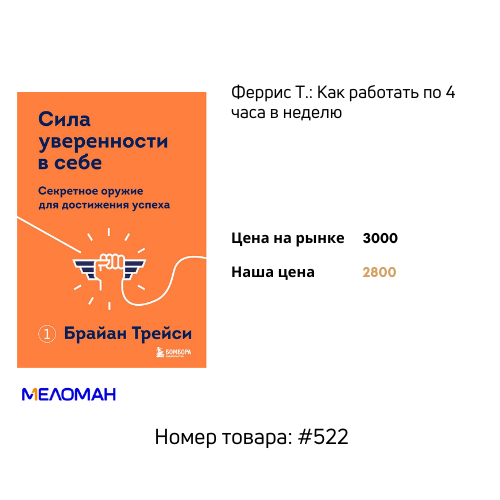 Феррис Т.: Как работать по 4
часа в неделю
Сила
уверенности
в себе
Секретное оружие
для достижения успеха
1 Брайан Трейси
БОМБОРА
МЕЛОМАН
Цена на рынке 3000
Наша цена 2800
Номер товара: #522